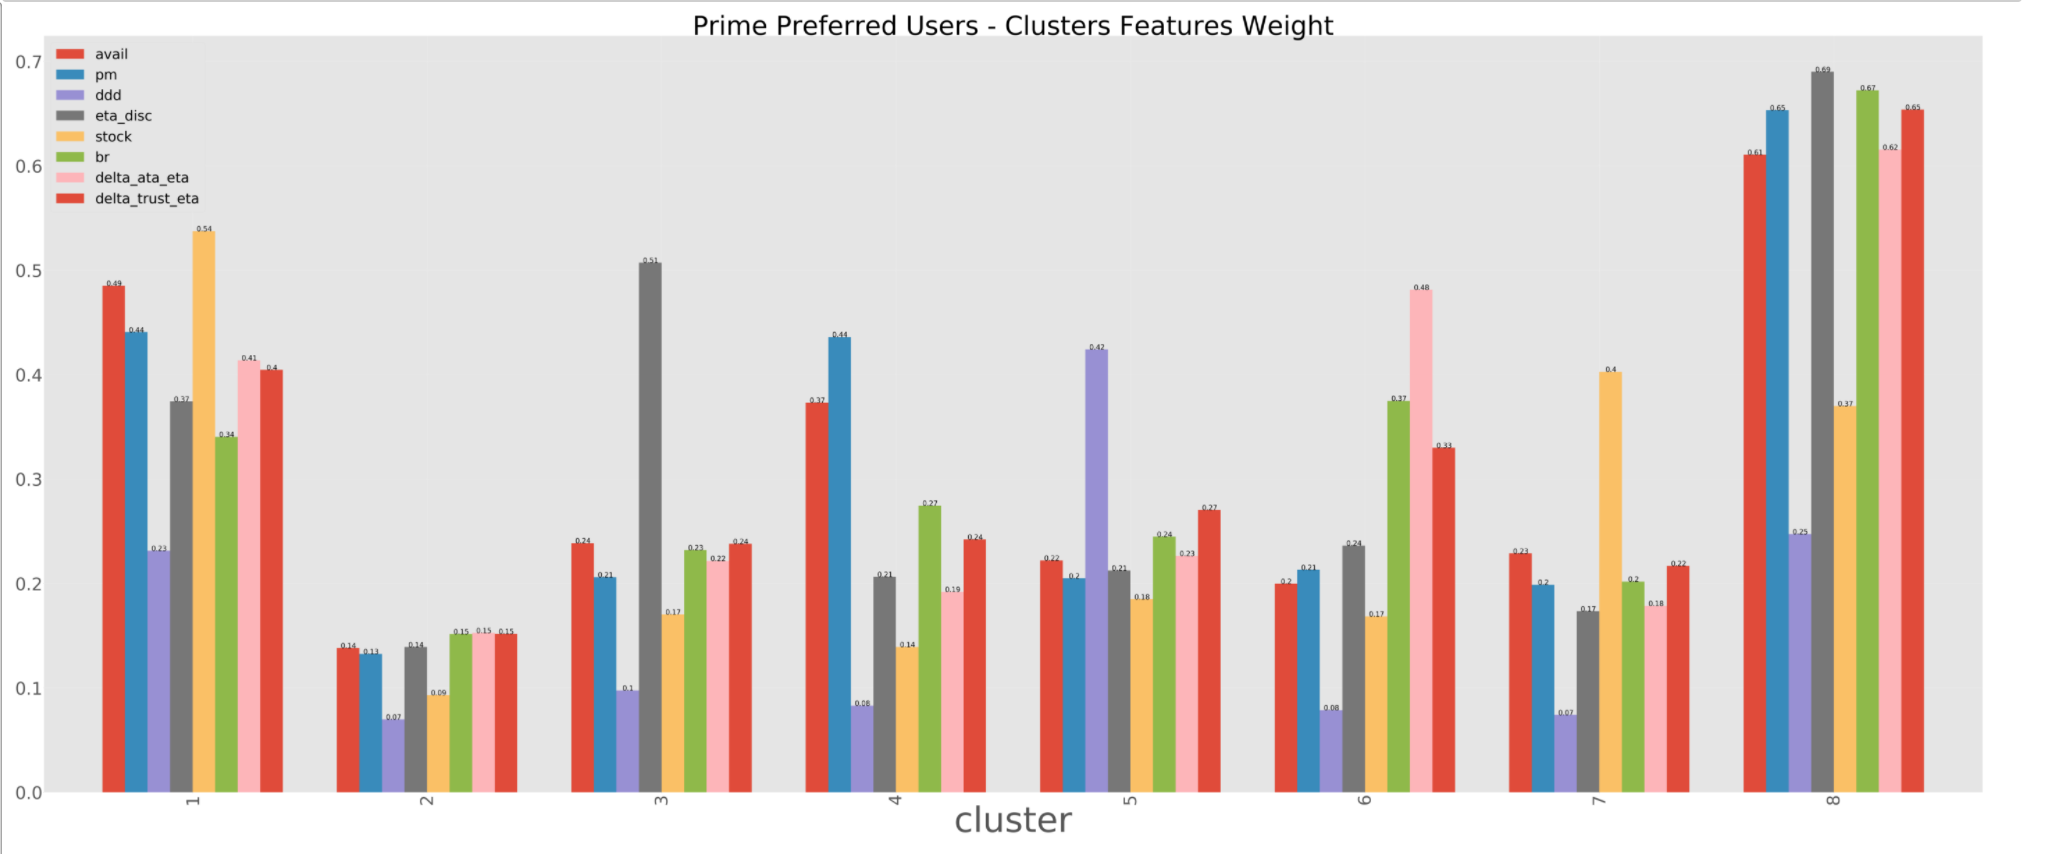 Prime Preferred Users - Clusters Features Weight
avail
pm
ddd
eta_disc
stock
br
delta_ata_eta
delta_trust_eta
0.7
0.6
0.5
0.4
0.3
0.2
0.1
0.0
0.49 0.44 0.23 0.37 0.54 0.34 0.41 0.4
0.14 0.13 0.07 0.14 0.09 0.15 0.15 0.15
0.24 0.21 0.1 0.51 0.17 0.23 0.22 0.24
0.37 0.44 0.08 0.21 0.14 0.27 0.19 0.24
0.22 0.2 0.42 0.21 0.18 0.24 0.23 0.27
0.2 0.21 0.08 0.24 0.17 0.37 0.48 0.33
0.23 0.2 0.07 0.17 0.4 0.2 0.18 0.22
0.61 0.65 0.25 0.69 0.37 0.67 0.62 0.65
1 2 3 4 5 6 7 8
cluster